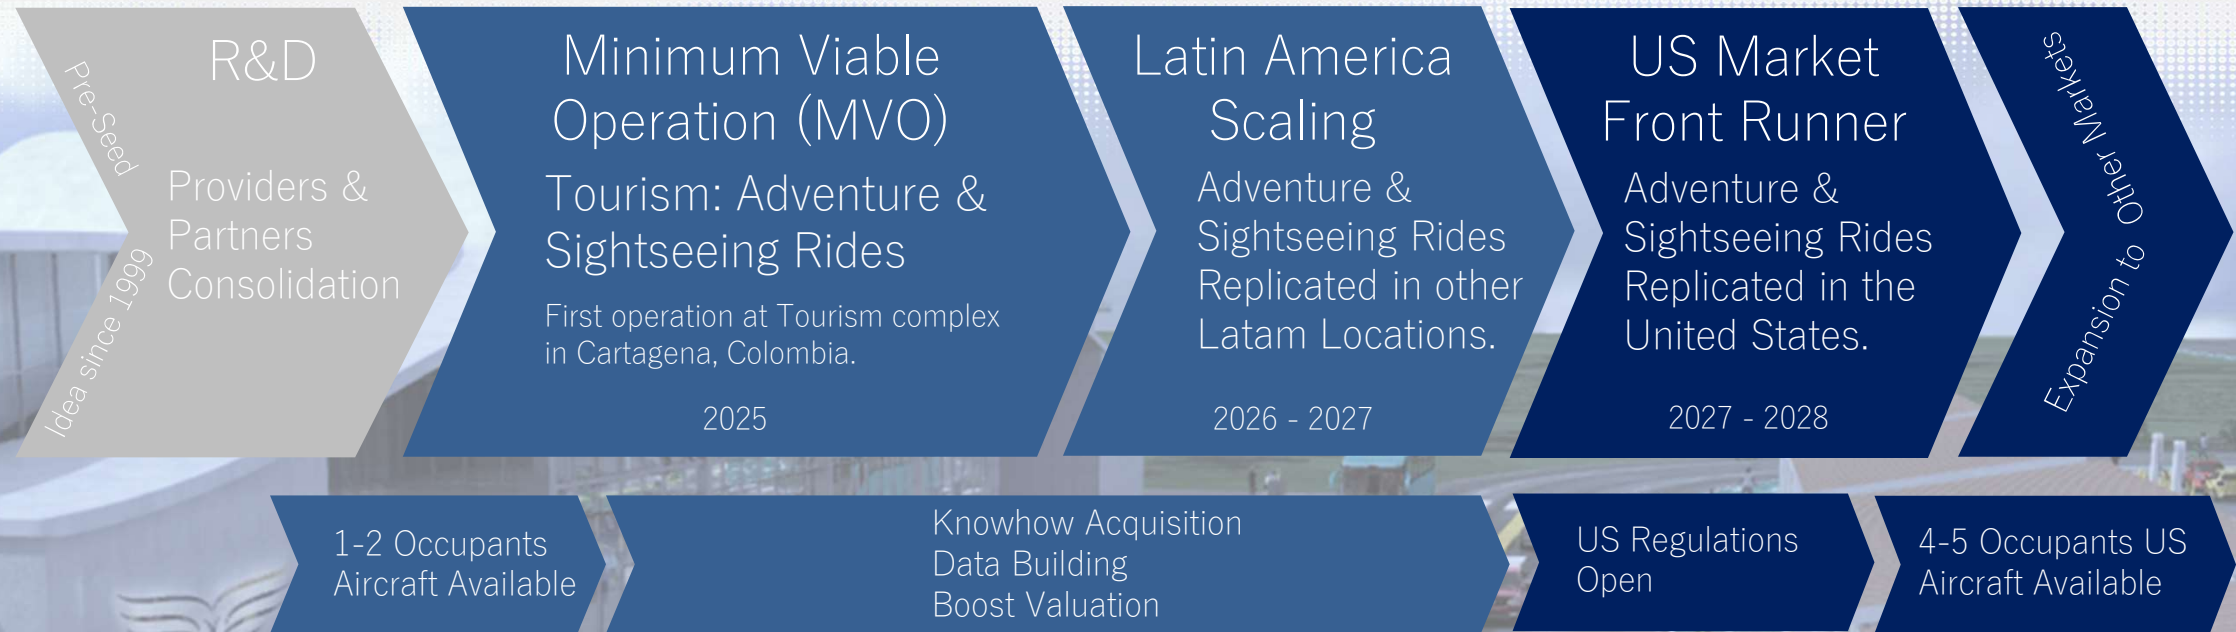 Pre-Seed
Idea since 1999
R&D
Providers &
Partners
Consolidation
Minimum Viable
Operation (MVO)
Tourism: Adventure &
Sightseeing Rides
First operation at Tourism complex
in Cartagena, Colombia.
2025
Latin America
Scaling
Adventure &
Sightseeing Rides
Replicated in other
Latam Locations.
2026 - 2027
US Market
Front Runner
Adventure &
Sightseeing Rides
Replicated in the
United States.
2027 - 2028
Expansion to Other Markets
1-2 Occupants
Aircraft Available
Knowhow Acquisition
Data Building
Boost Valuation
US Regulations
Open
4-5 Occupants US
Aircraft Available